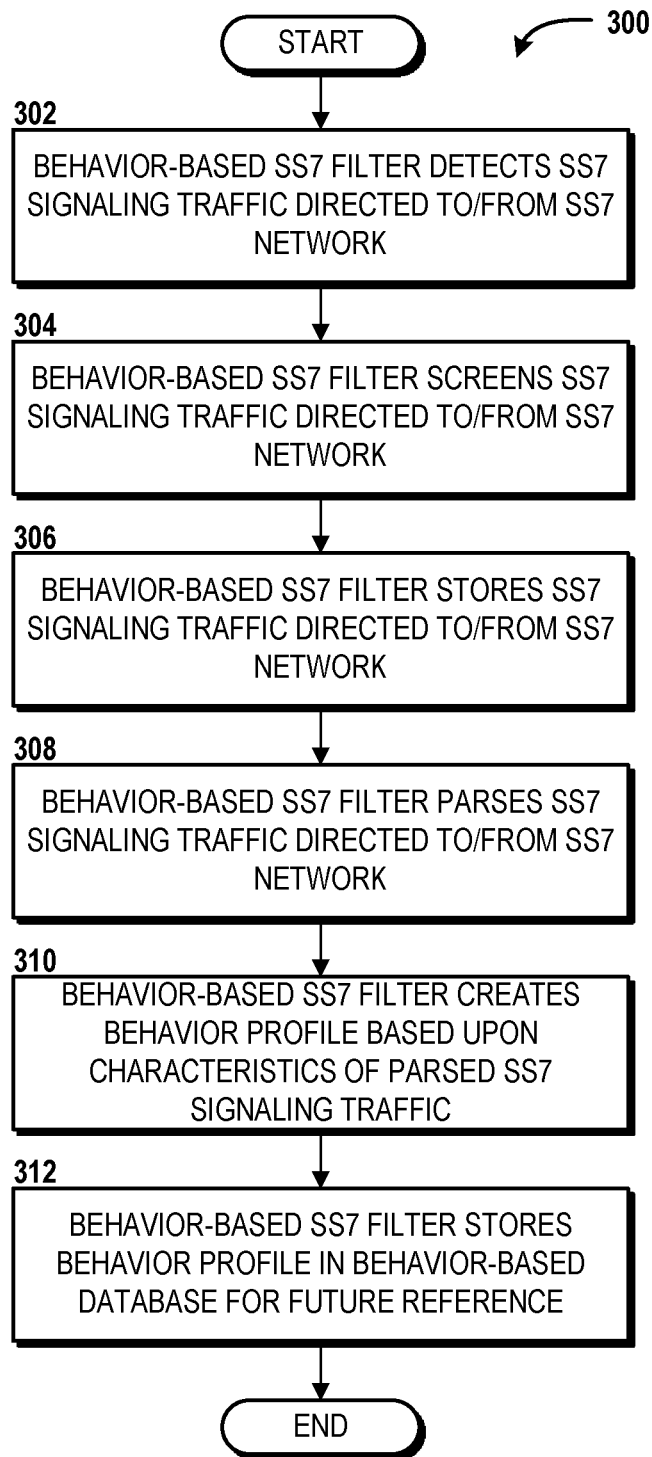 START
300
302
BEHAVIOR-BASED SS7 FILTER DETECTS SS7
SIGNALING TRAFFIC DIRECTED TO/FROM SS7
NETWORK
304
BEHAVIOR-BASED SS7 FILTER SCREENS SS7
SIGNALING TRAFFIC DIRECTED TO/FROM SS7
NETWORK
306
BEHAVIOR-BASED SS7 FILTER STORES SS7
SIGNALING TRAFFIC DIRECTED TO/FROM SS7
NETWORK
308
BEHAVIOR-BASED SS7 FILTER PARSES SS7
SIGNALING TRAFFIC DIRECTED TO/FROM SS7
NETWORK
310
BEHAVIOR-BASED SS7 FILTER CREATES
BEHAVIOR PROFILE BASED UPON
CHARACTERISTICS OF PARSED SS7
SIGNALING TRAFFIC
312
BEHAVIOR-BASED SS7 FILTER STORES
BEHAVIOR PROFILE IN BEHAVIOR-BASED
DATABASE FOR FUTURE REFERENCE
END